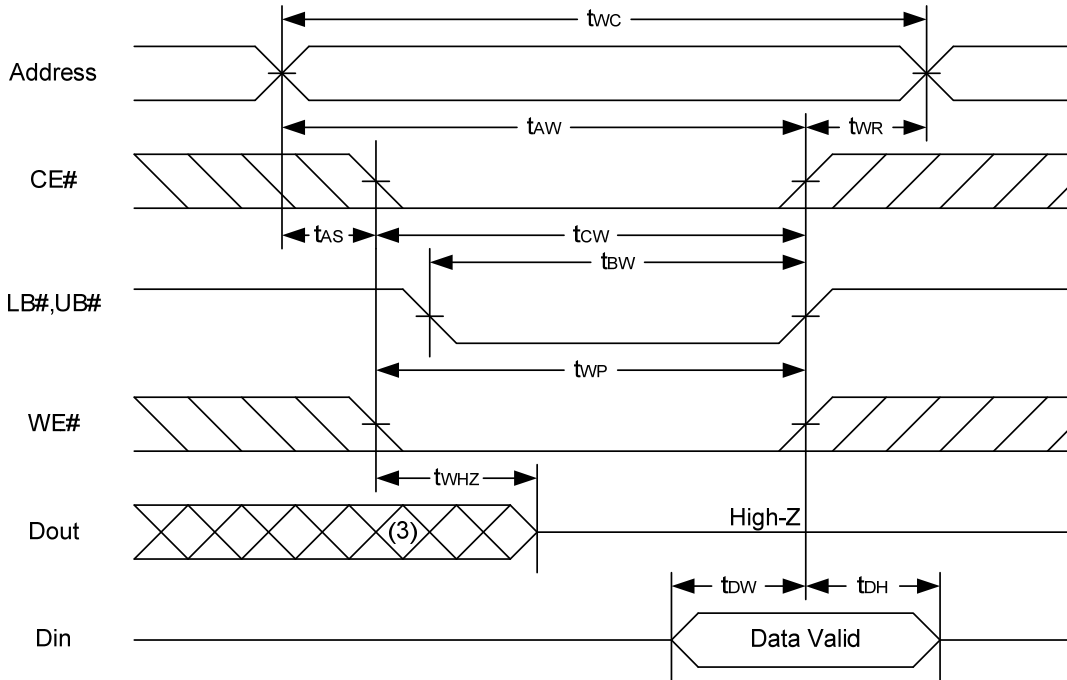 tWC
Address
tAW
tWR
CE#
tAS
tCW
tBW
LB#,UB#
tWP
WE#
tWHZ
Dout
(3)
High-Z
tDW
tDH
Din
Data Valid